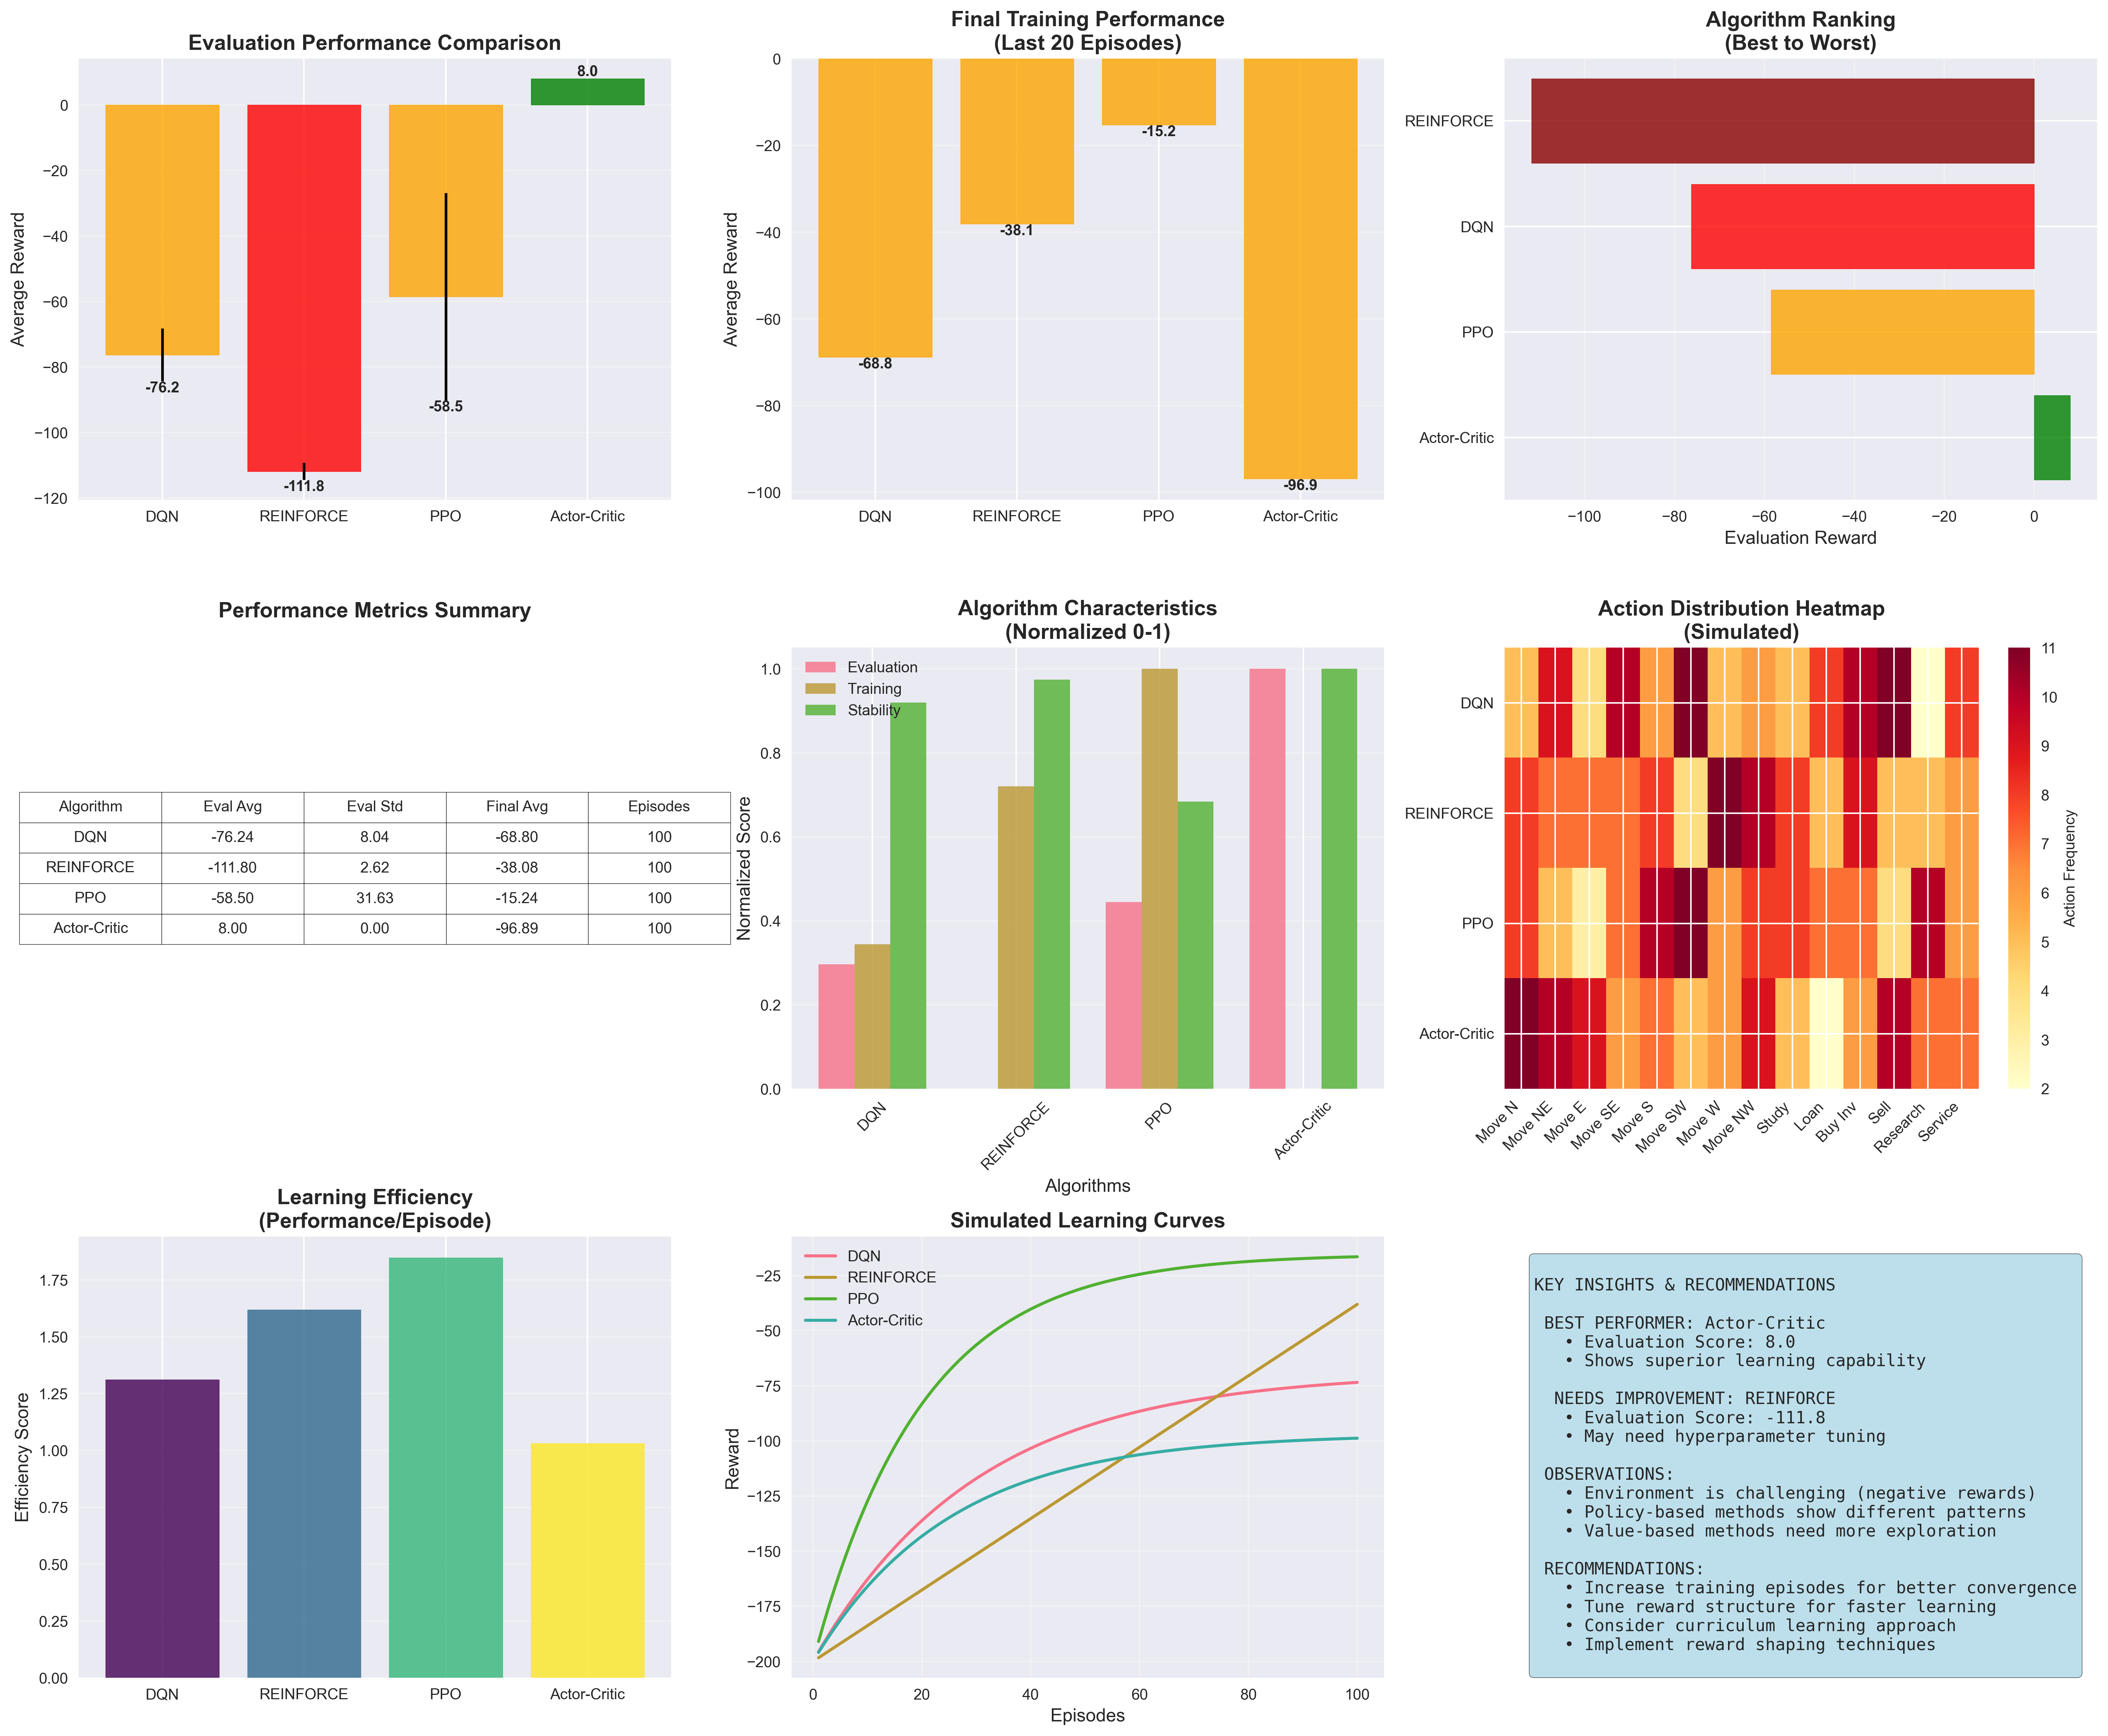 Evaluation Performance Comparison
Average Reward
0
−20
−40
−60
−80
−100
−120
-76.2
-111.8
-58.5
8.0
DQN
REINFORCE
PPO
Actor-Critic
Final Training Performance
(Last 20 Episodes)
Average Reward
0
−20
−40
−60
−80
−100
-68.8
-38.1
-15.2
-96.9
DQN
REINFORCE
PPO
Actor-Critic
Algorithm Ranking
(Best to Worst)
REINFORCE
DQN
PPO
Actor-Critic
−100
−80
−60
−40
−20
0
Evaluation Reward
Performance Metrics Summary
Algorithm Eval Avg Eval Std Final Avg Episodes
DQN -76.24 8.04 -68.80 100
REINFORCE -111.80 2.62 -38.08 100
PPO -58.50 31.63 -15.24 100
Actor-Critic 8.00 0.00 -96.89 100
Algorithm Characteristics
(Normalized 0-1)
Normalized Score
1.0
0.8
0.6
0.4
0.2
0.0
Evaluation
Training
Stability
DQN
REINFORCE
PPO
Actor-Critic
Algorithms
Action Distribution Heatmap
(Simulated)
DQN
REINFORCE
PPO
Actor-Critic
Move N
Move NE
Move E
Move SE
Move S
Move SW
Move W
Move NW
Study
Loan
Buy Inv
Sell
Research
Service
11
10
9
8
7
6
5
4
3
2
Action Frequency
Learning Efficiency
(Performance/Episode)
Efficiency Score
1.75
1.50
1.25
1.00
0.75
0.50
0.25
0.00
DQN
REINFORCE
PPO
Actor-Critic
Simulated Learning Curves
Reward
−25
−50
−75
−100
−125
−150
−175
−200
DQN
REINFORCE
PPO
Actor-Critic
0
20
40
60
80
100
Episodes
KEY INSIGHTS & RECOMMENDATIONS
BEST PERFORMER: Actor-Critic
• Evaluation Score: 8.0
• Shows superior learning capability
NEEDS IMPROVEMENT: REINFORCE
• Evaluation Score: -111.8
• May need hyperparameter tuning
OBSERVATIONS:
• Environment is challenging (negative rewards)
• Policy-based methods show different patterns
• Value-based methods need more exploration
RECOMMENDATIONS:
• Increase training episodes for better convergence
• Tune reward structure for faster learning
• Consider curriculum learning approach
• Implement reward shaping techniques